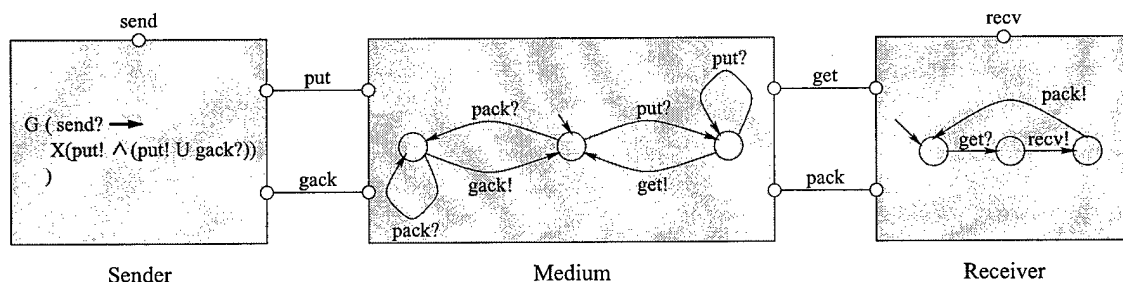 send
recv
put
get
gack
pack
G ( send? →
X(put! ∧ (put! U gack?))
)
pack?
put?
put?
gack!
get!
pack?
pack!
get?
recv!
Sender
Medium
Receiver